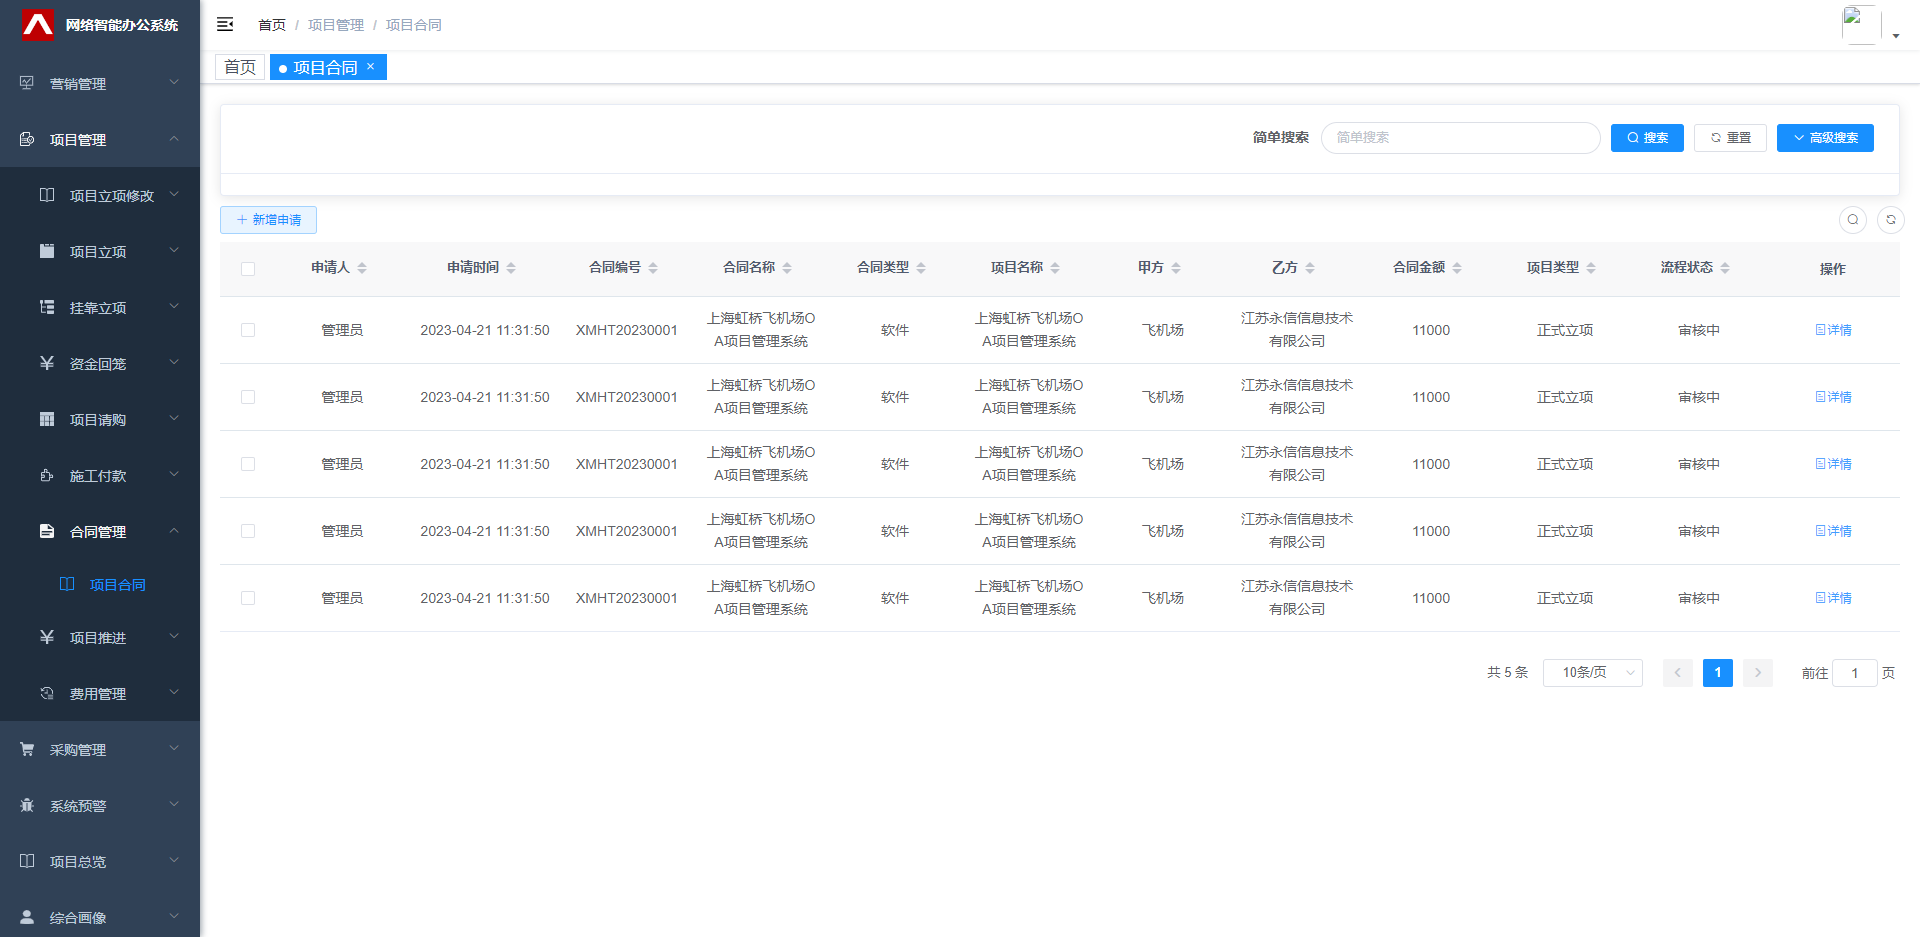 网络智能办公系统
首页 / 项目管理 / 项目合同
首页
项目合同 ×
营销管理
项目管理
项目立项修改
项目立项
挂靠立项
资金回笼
项目请购
施工付款
合同管理
项目合同
项目推进
费用管理
采购管理
系统预警
项目总览
综合画像
简单搜索 简单搜索 搜索 重置 高级搜索
新增申请
申请人 申请时间 合同编号 合同名称 合同类型 项目名称 甲方 乙方 合同金额 项目类型 流程状态 操作
管理员 2023-04-21 11:31:50 XMHT20230001 上海虹桥飞机场O 软件 上海虹桥飞机场O 飞机场 江苏永信信息技术 11000 正式立项 审核中 详情
A项目管理系统 A项目管理系统 有限公司
管理员 2023-04-21 11:31:50 XMHT20230001 上海虹桥飞机场O 软件 上海虹桥飞机场O 飞机场 江苏永信信息技术 11000 正式立项 审核中 详情
A项目管理系统 A项目管理系统 有限公司
管理员 2023-04-21 11:31:50 XMHT20230001 上海虹桥飞机场O 软件 上海虹桥飞机场O 飞机场 江苏永信信息技术 11000 正式立项 审核中 详情
A项目管理系统 A项目管理系统 有限公司
管理员 2023-04-21 11:31:50 XMHT20230001 上海虹桥飞机场O 软件 上海虹桥飞机场O 飞机场 江苏永信信息技术 11000 正式立项 审核中 详情
A项目管理系统 A项目管理系统 有限公司
管理员 2023-04-21 11:31:50 XMHT20230001 上海虹桥飞机场O 软件 上海虹桥飞机场O 飞机场 江苏永信信息技术 11000 正式立项 审核中 详情
A项目管理系统 A项目管理系统 有限公司
共 5 条 10条/页 1 前往 1 页